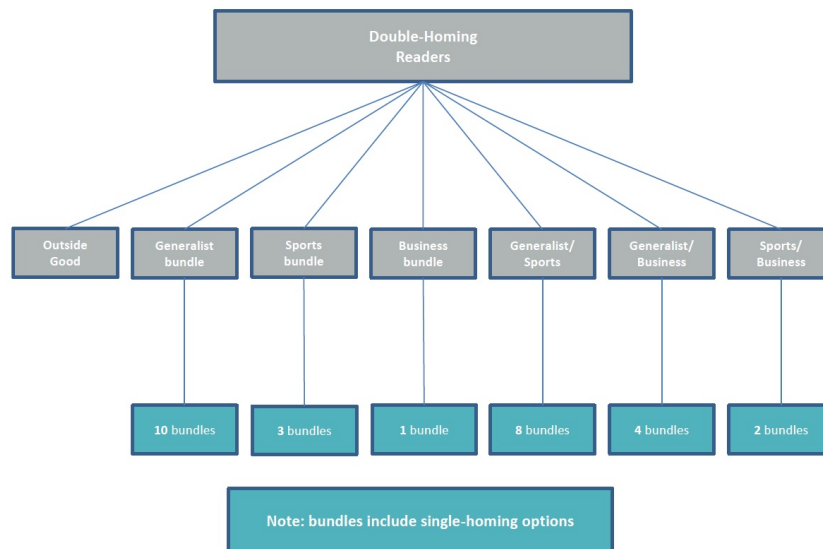 Double-Homing
Readers
Outside
Good
Generalist
bundle
Sports
bundle
Business
bundle
Generalist/
Sports
Generalist/
Business
Sports/
Business
10 bundles
3 bundles
1 bundle
8 bundles
4 bundles
2 bundles
Note: bundles include single-homing options